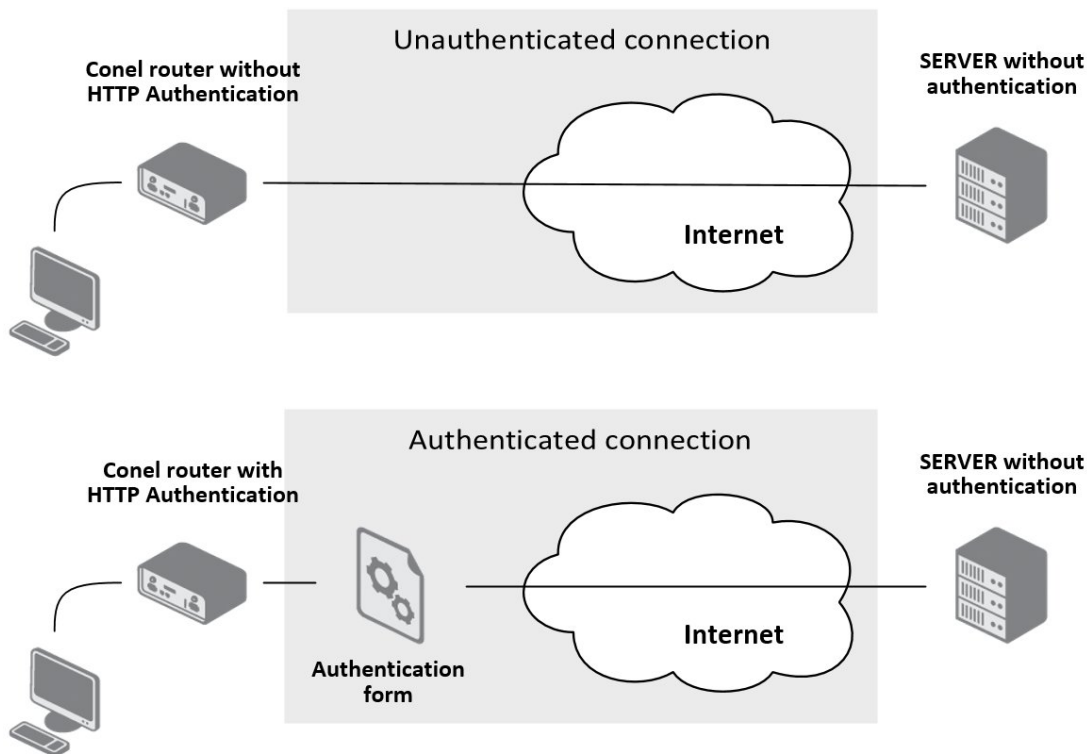 Unauthenticated connection
Conel router without
HTTP Authentication
SERVER without
authentication
Internet
Authenticated connection
Conel router with
HTTP Authentication
SERVER without
authentication
Internet
Authentication
form